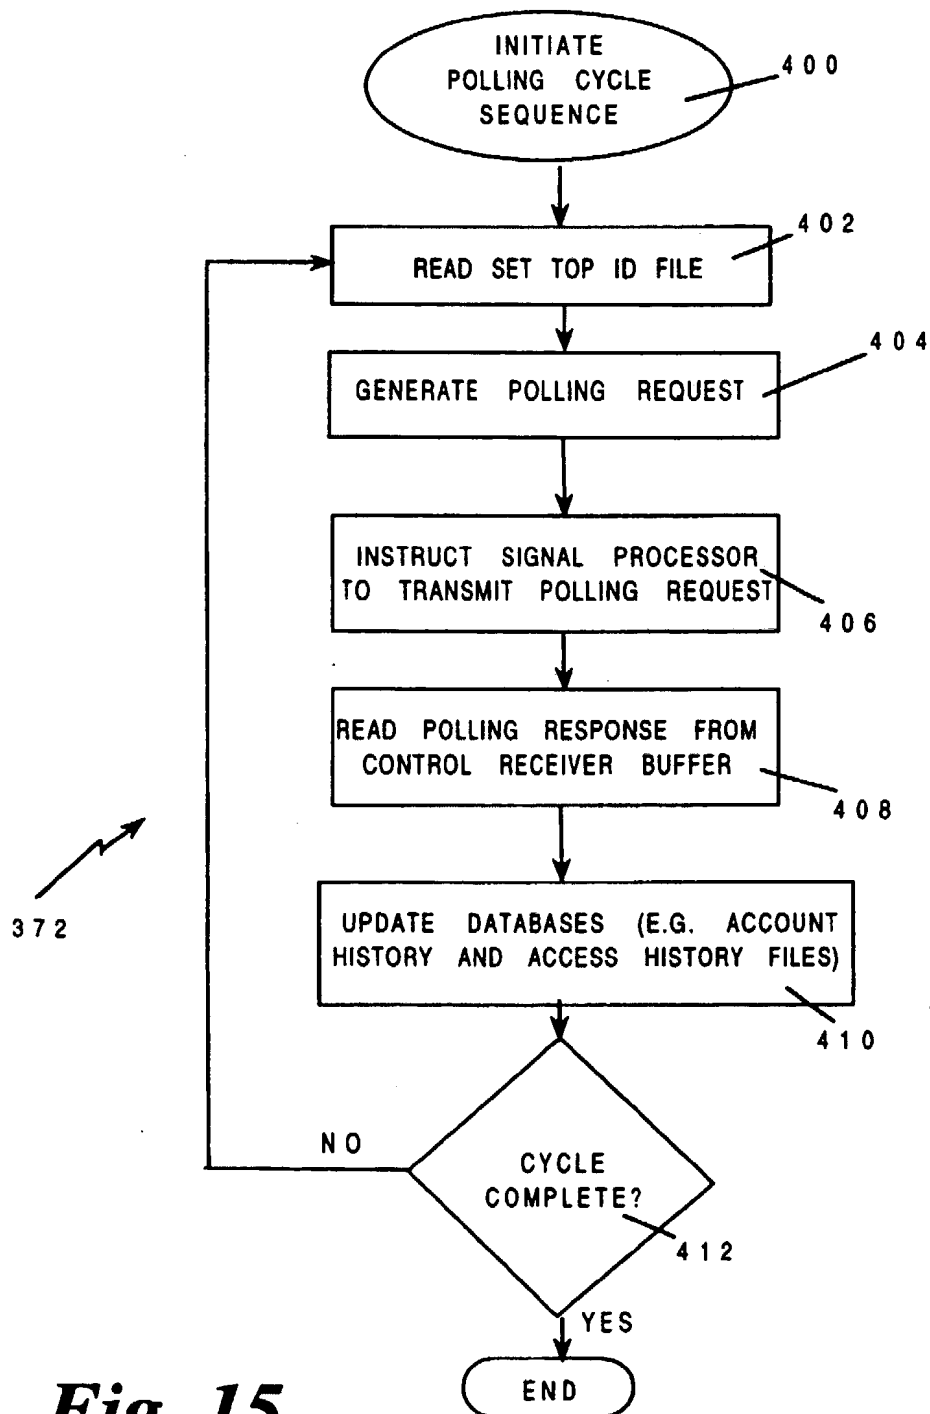 INITIATE
POLLING CYCLE
SEQUENCE
400
402
READ SET TOP ID FILE
404
GENERATE POLLING REQUEST
INSTRUCT SIGNAL PROCESSOR
TO TRANSMIT POLLING REQUEST
406
READ POLLING RESPONSE FROM
CONTROL RECEIVER BUFFER
408
372
UPDATE DATABASES (E.G. ACCOUNT
HISTORY AND ACCESS HISTORY FILES)
410
NO
CYCLE
COMPLETE?
412
YES
END
Fig. 15